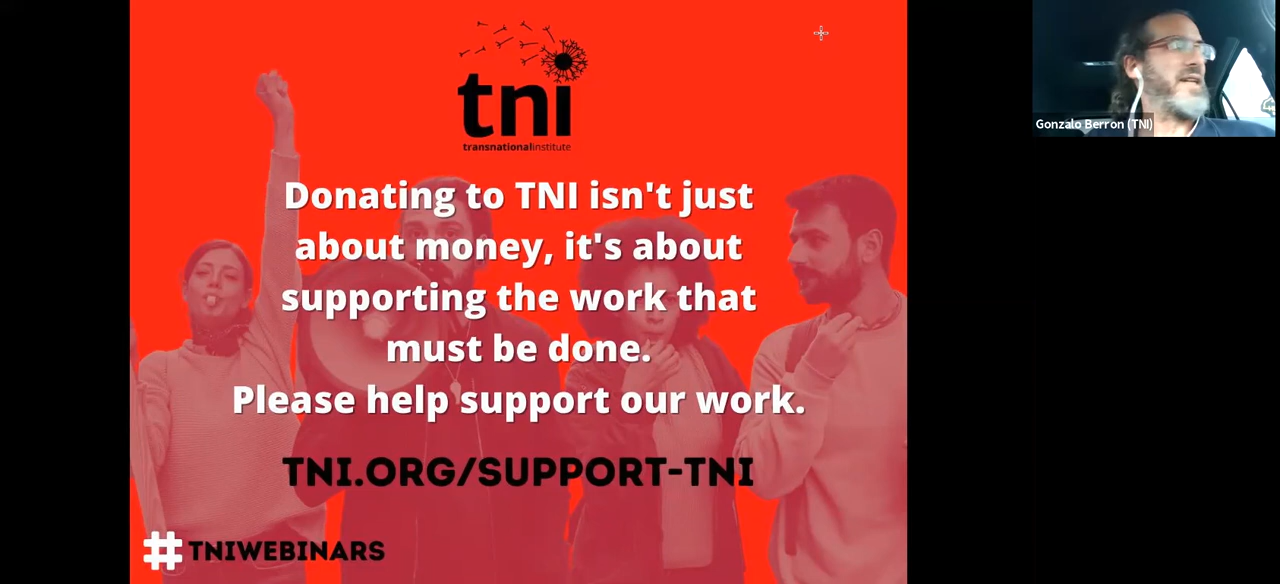 tni
transnationalinstitute
Gonzalo Berron (TNI)
Donating to TNI isn't just
about money, it's about
supporting the work that
must be done.
Please help support our work.
TNI.ORG/SUPPORT-TNI
#TNIWEBINARS